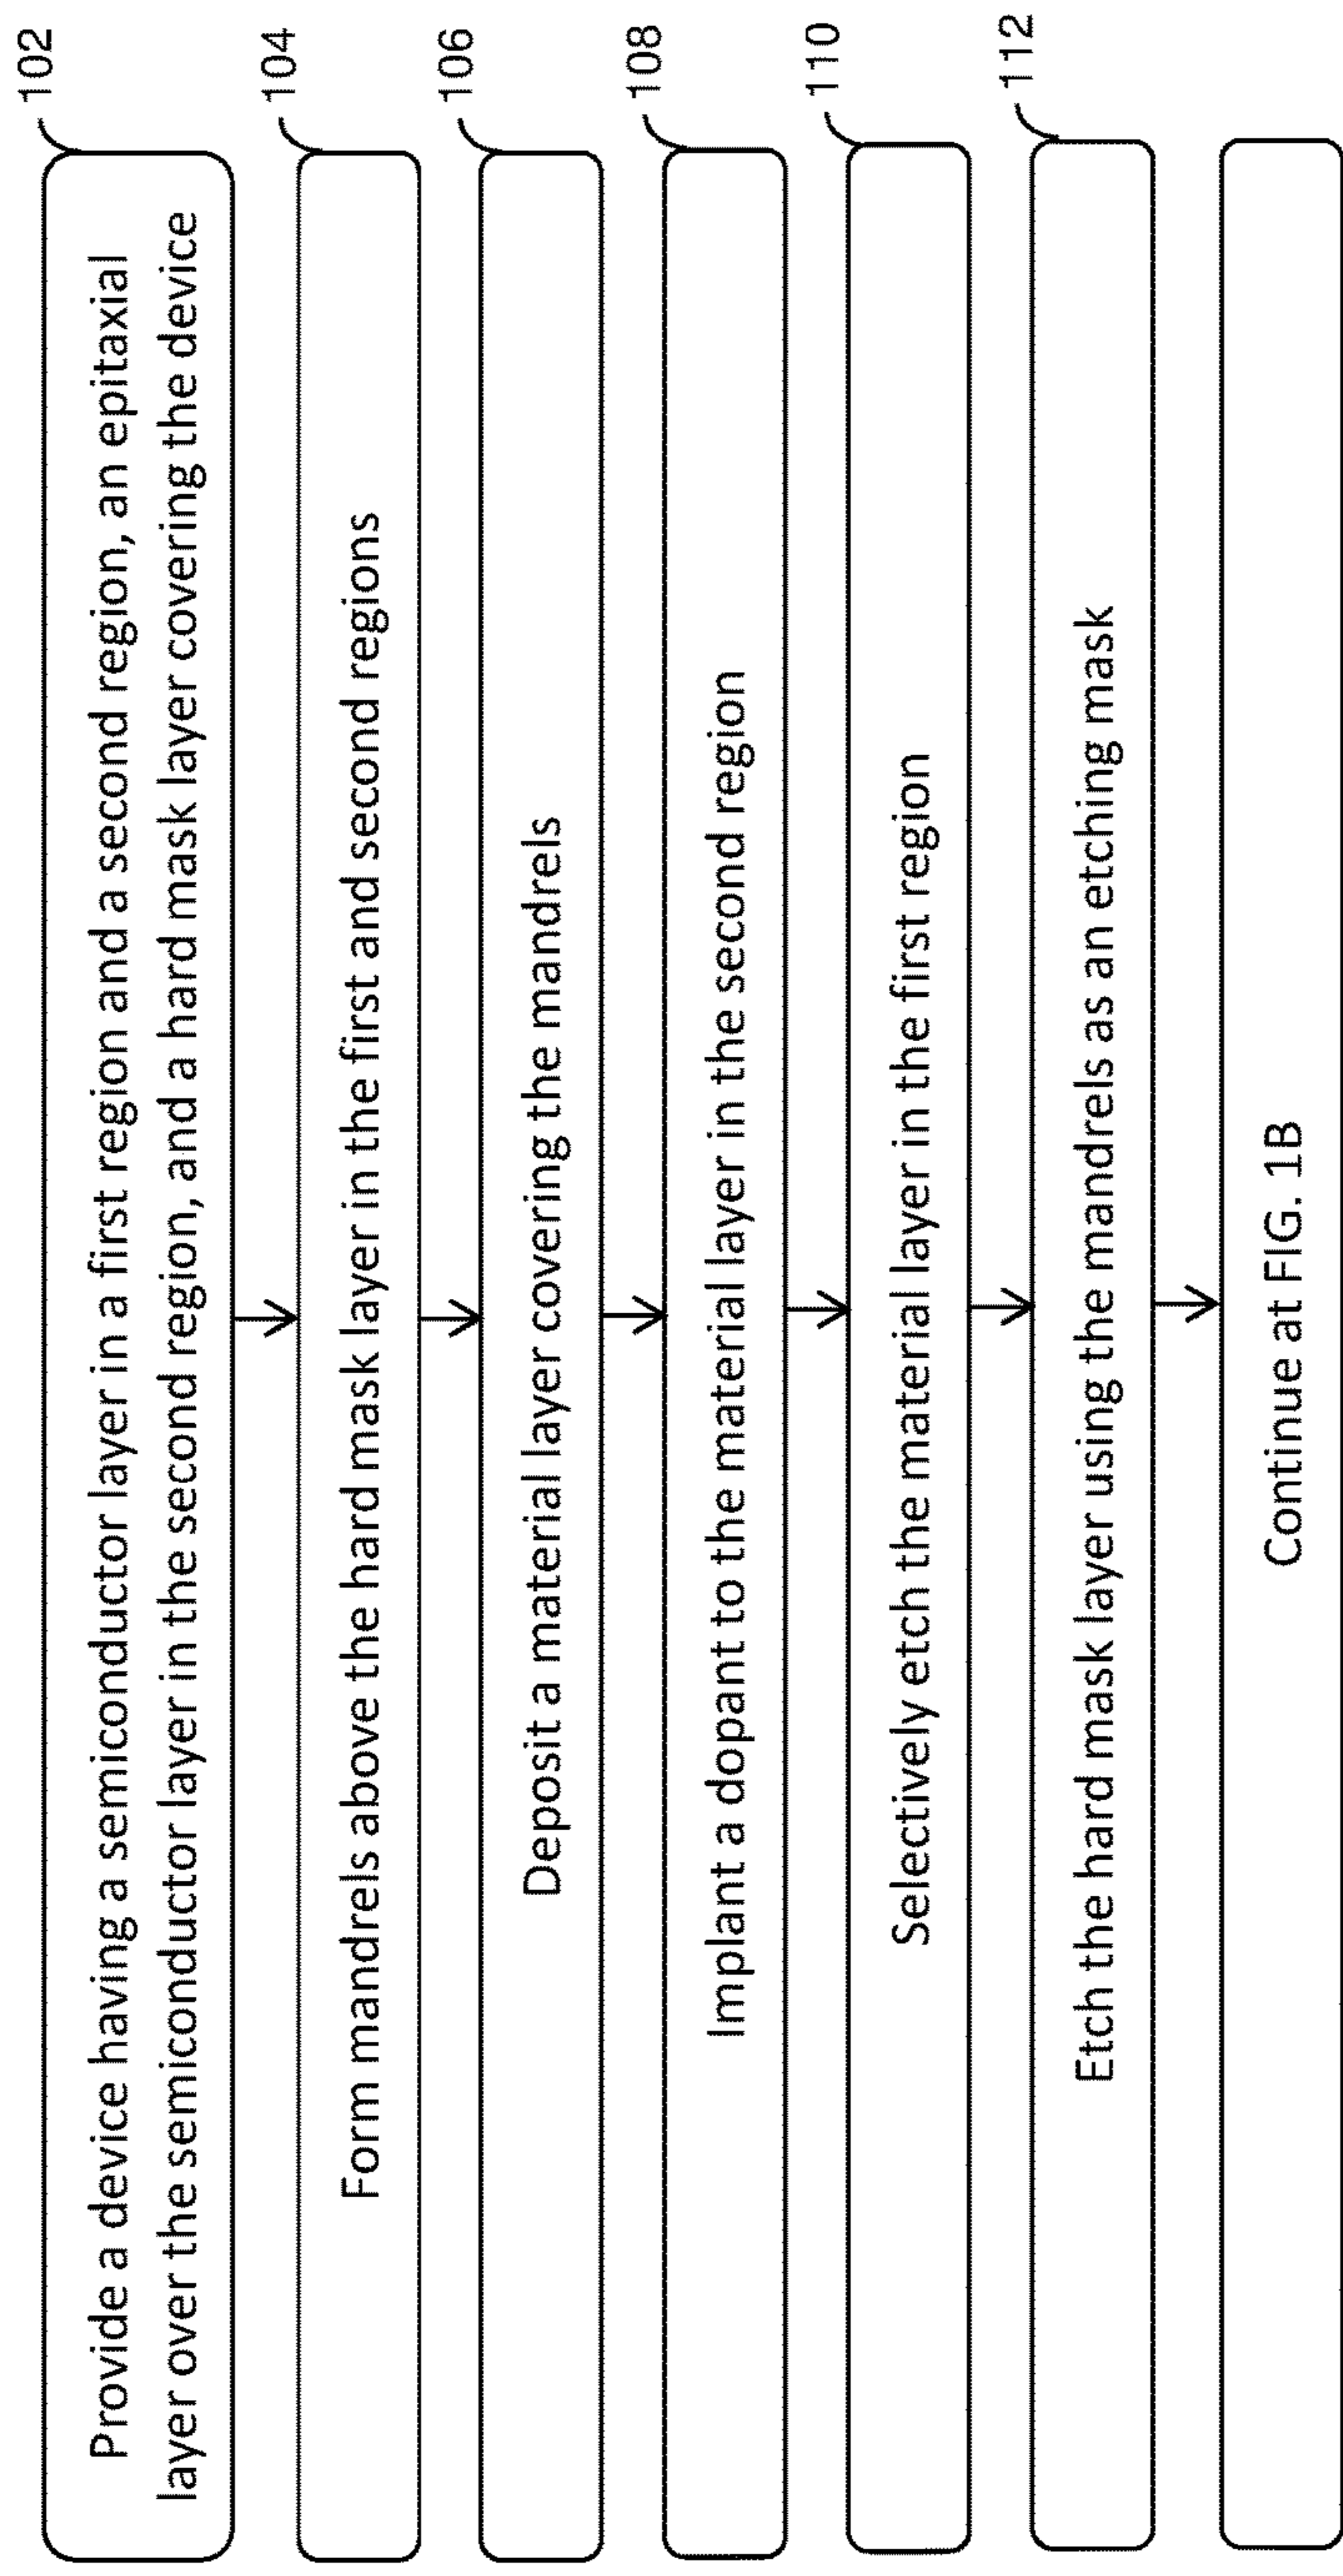 102
Provide a device having a semiconductor layer in a first region and a second region, an epitaxial
layer over the semiconductor layer in the second region, and a hard mask layer covering the device
104
Form mandrels above the hard mask layer in the first and second regions
106
Deposit a material layer covering the mandrels
108
Implant a dopant to the material layer in the second region
110
Selectively etch the material layer in the first region
112
Etch the hard mask layer using the mandrels as an etching mask
Continue at FIG. 1B